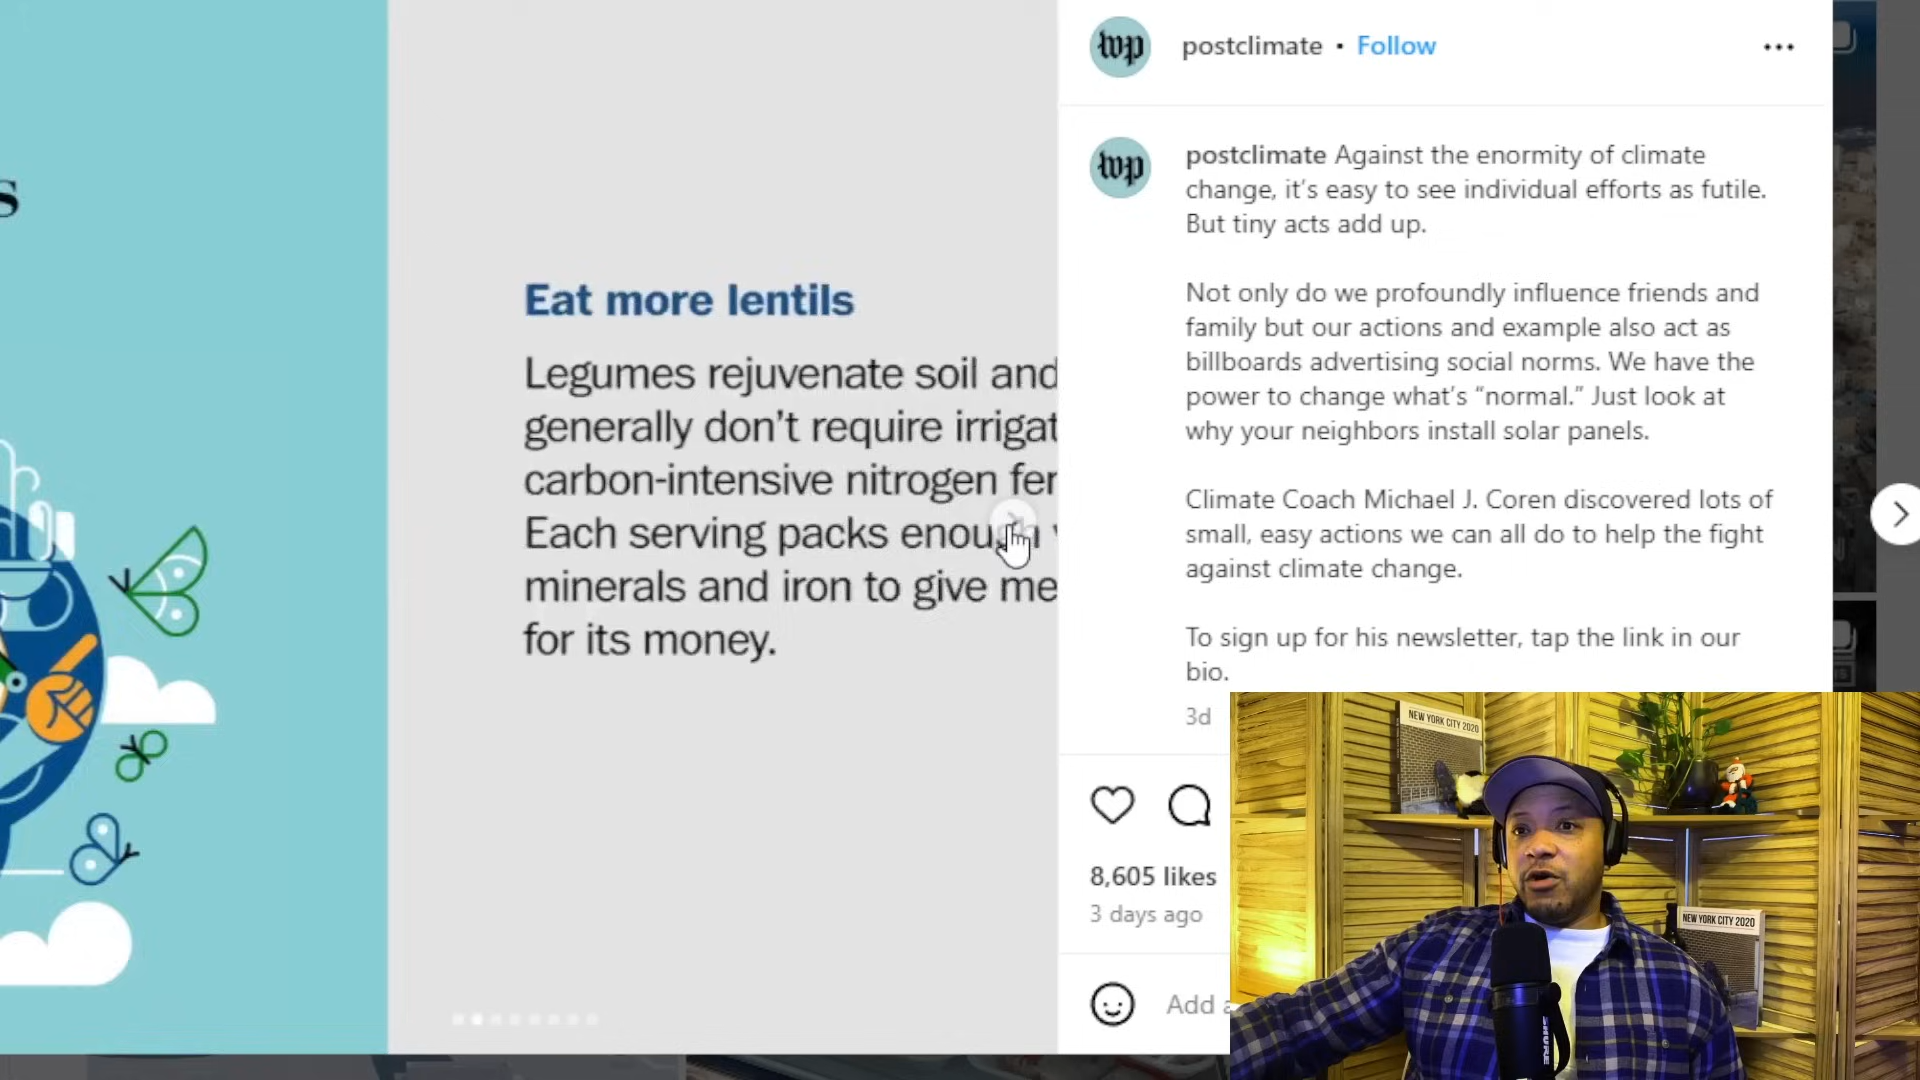 s
Eat more lentils
Legumes rejuvenate soil and
generally don't require irrigat
carbon-intensive nitrogen fer
Each serving packs enough
minerals and iron to give me
for its money.
wp
postclimate • Follow
wp
postclimate Against the enormity of climate
change, it's easy to see individual efforts as futile.
But tiny acts add up.
Not only do we profoundly influence friends and
family but our actions and example also act as
billboards advertising social norms. We have the
power to change what's "normal." Just look at
why your neighbors install solar panels.
Climate Coach Michael J. Coren discovered lots of
small, easy actions we can all do to help the fight
against climate change.
To sign up for his newsletter, tap the link in our
bio.
3d
8,605 likes
3 days ago
Add a
NEW YORK CITY 2020
NEW YORK CITY 2020
SHURE